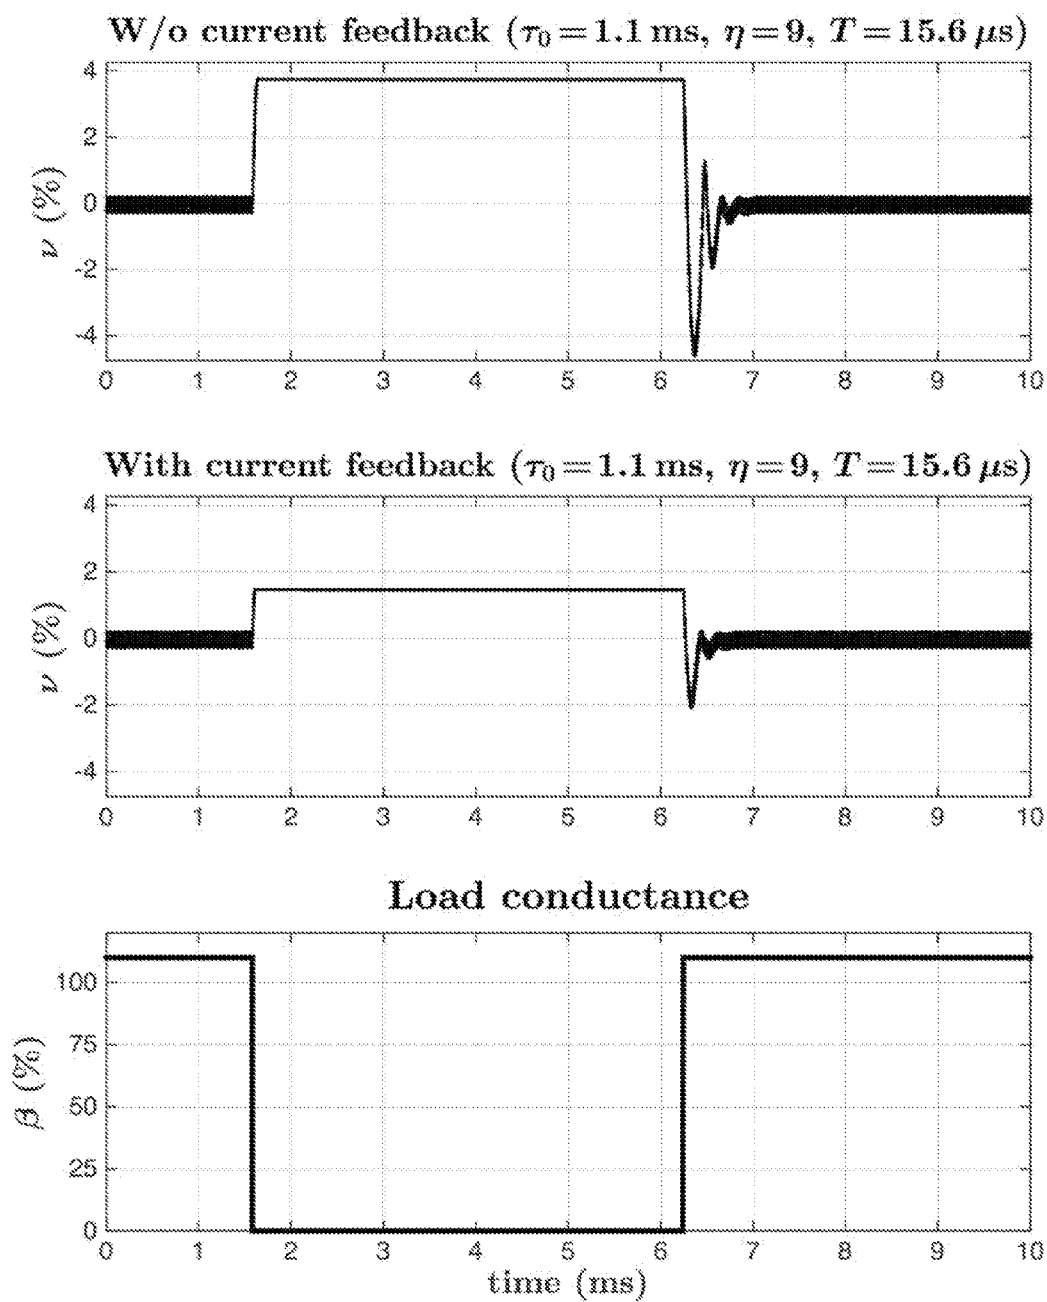 W/o current feedback (τ₀ = 1.1 ms, η = 9, T = 15.6 μs)
4
2
0
-2
-4
ν (%)
0 1 2 3 4 5 6 7 8 9 10
With current feedback (τ₀ = 1.1 ms, η = 9, T = 15.6 μs)
4
2
0
-2
-4
ν (%)
0 1 2 3 4 5 6 7 8 9 10
Load conductance
100
75
50
25
0
β (%)
0 1 2 3 4 5 6 7 8 9 10
time (ms)